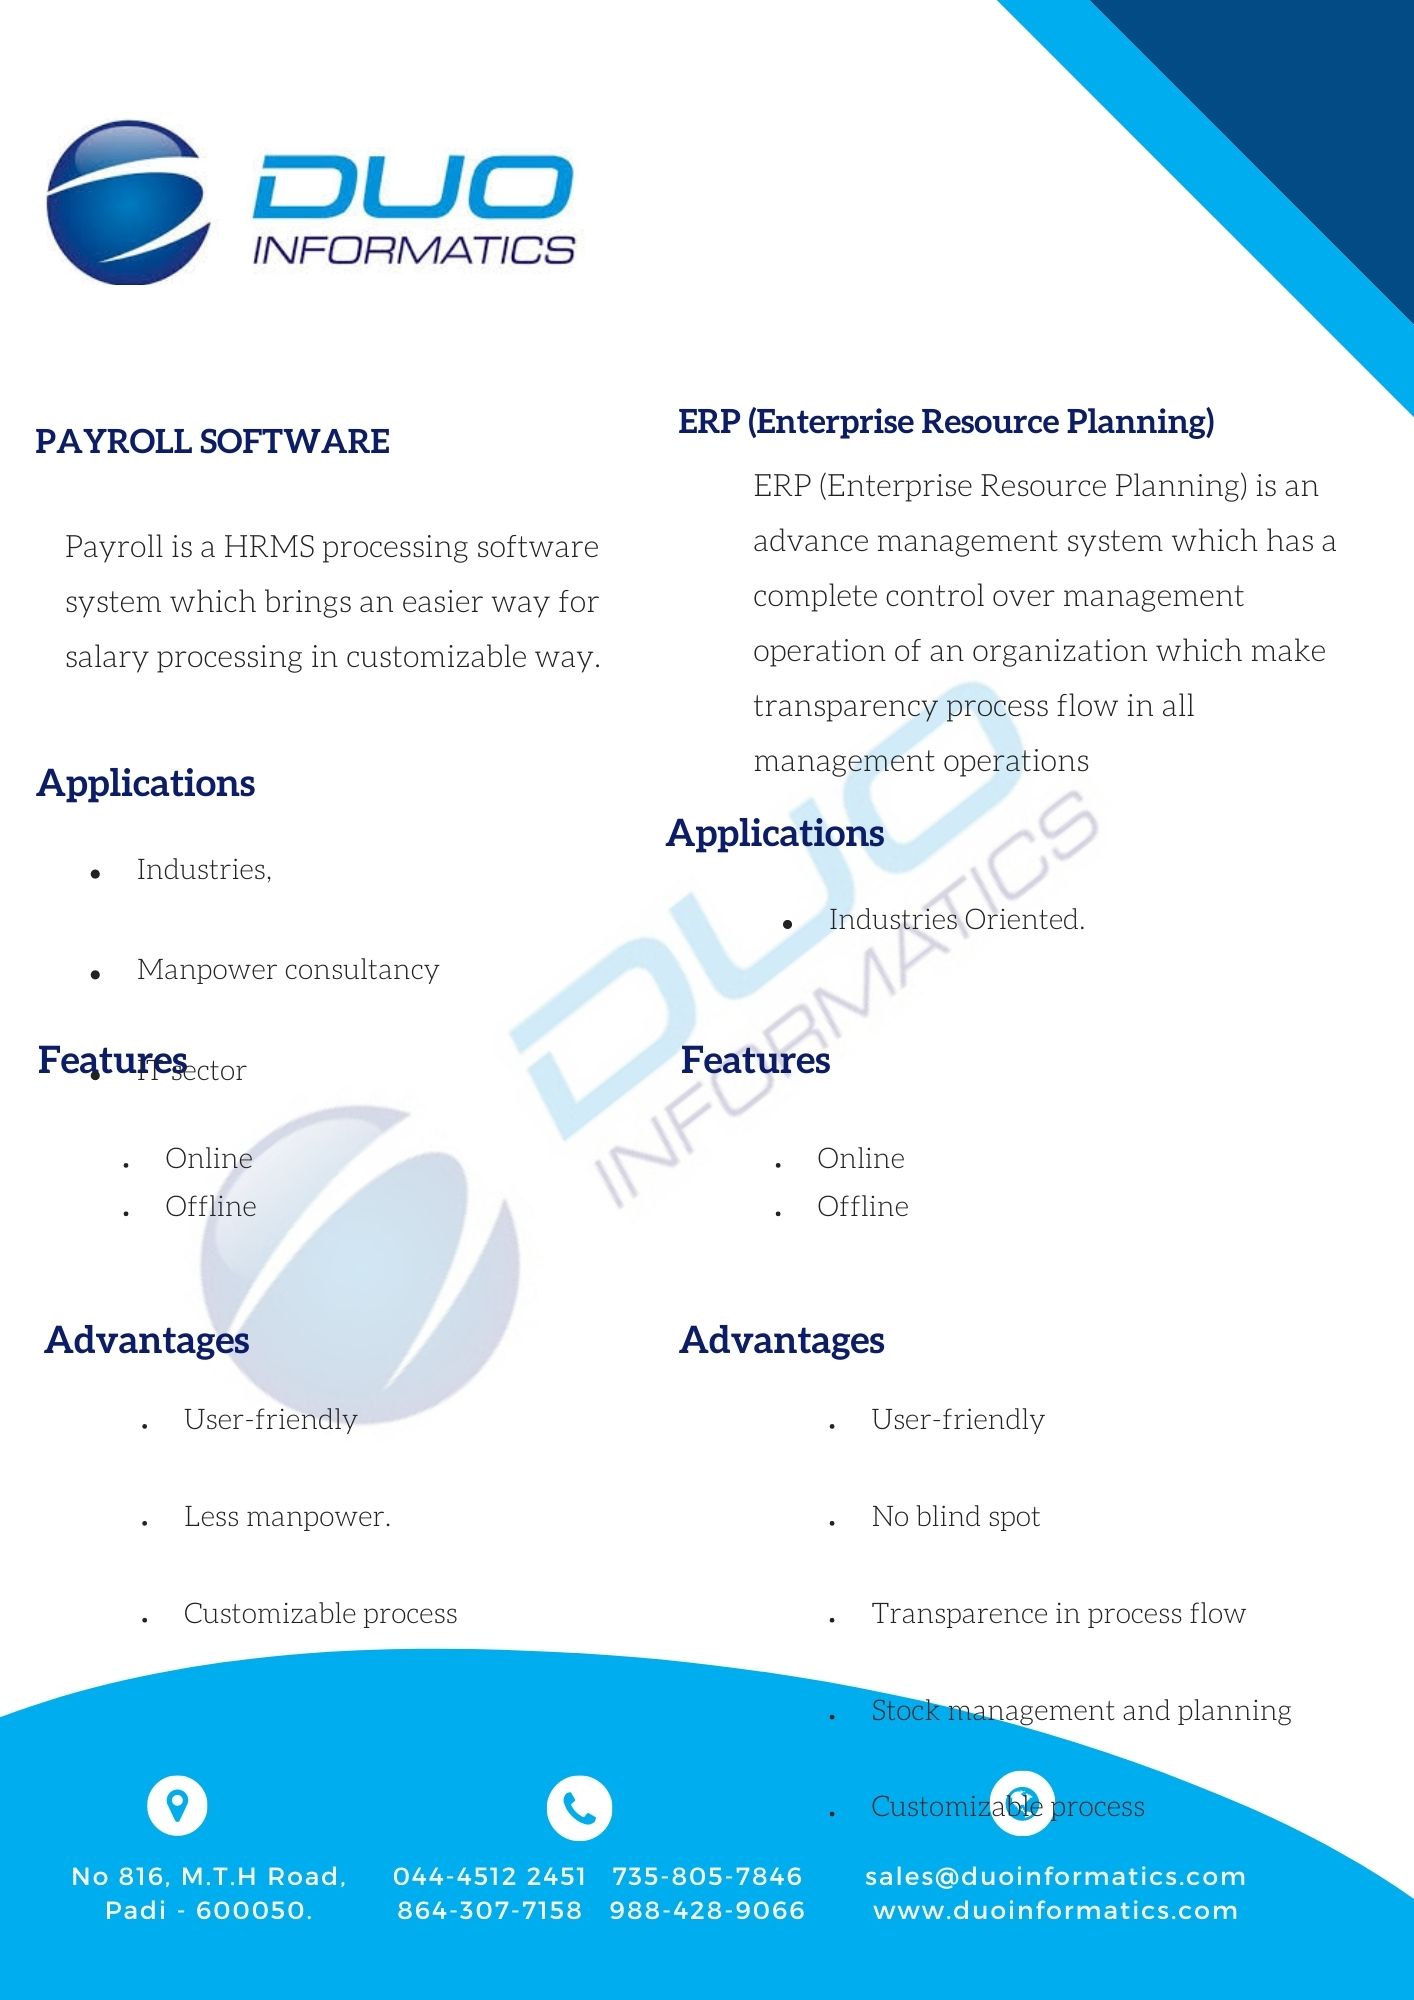 DUO
INFORMATICS
PAYROLL SOFTWARE
Payroll is a HRMS processing software
system which brings an easier way for
salary processing in customizable way.
Applications
Industries,
Manpower consultancy
IT sector
Features
Online
Offline
Advantages
User-friendly
Less manpower.
Customizable process
ERP (Enterprise Resource Planning)
ERP (Enterprise Resource Planning) is an
advance management system which has a
complete control over management
operation of an organization which make
transparency process flow in all
management operations
Applications
Industries Oriented.
Features
Online
Offline
Advantages
User-friendly
No blind spot
Transparence in process flow
Stock management and planning
Customizable process
DUO
INFORMATICS
No 816, M.T.H Road,
Padi - 600050.
044-4512 2451 735-805-7846
864-307-7158 988-428-9066
sales@duoinformatics.com
www.duoinformatics.com